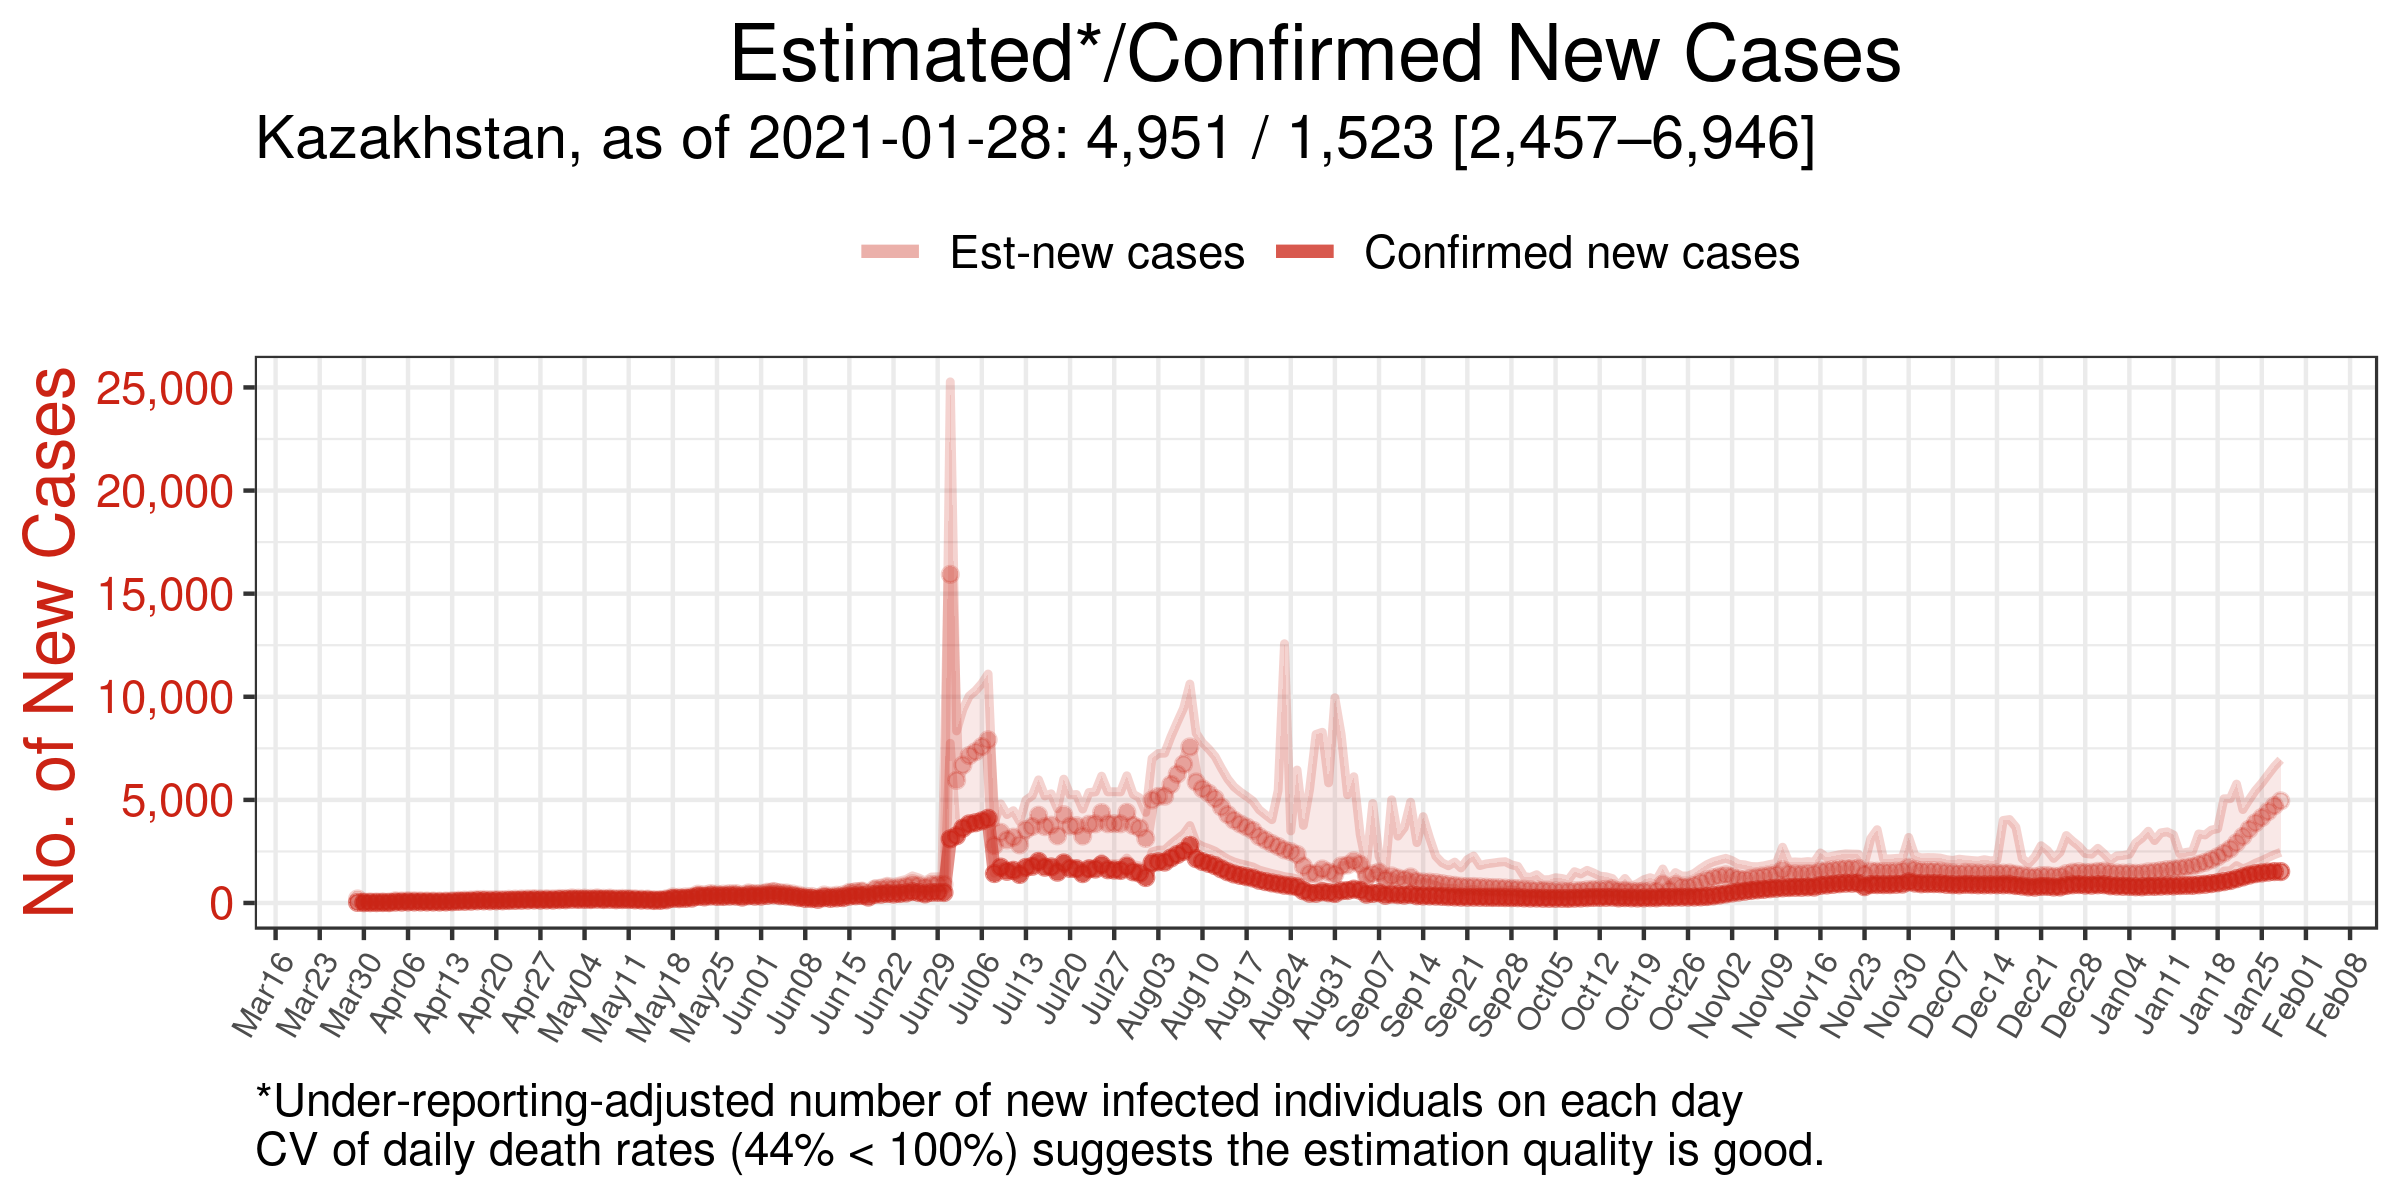 Estimated*/Confirmed New Cases
Kazakhstan, as of 2021-01-28: 4,951 / 1,523 [2,457–6,946]
Est-new cases Confirmed new cases
No. of New Cases
25,000
20,000
15,000
10,000
5,000
0
Mar16 Mar23 Mar30 Apr06 Apr13 Apr20 Apr27 May04 May11 May18 May25 Jun01 Jun08 Jun15 Jun22 Jun29 Jul06 Jul13 Jul20 Jul27 Aug03 Aug10 Aug17 Aug24 Aug31 Sep07 Sep14 Sep21 Sep28 Oct05 Oct12 Oct19 Oct26 Nov02 Nov09 Nov16 Nov23 Nov30 Dec07 Dec14 Dec21 Dec28 Jan04 Jan11 Jan18 Jan25 Feb01 Feb08
*Under-reporting-adjusted number of new infected individuals on each day
CV of daily death rates (44% < 100%) suggests the estimation quality is good.